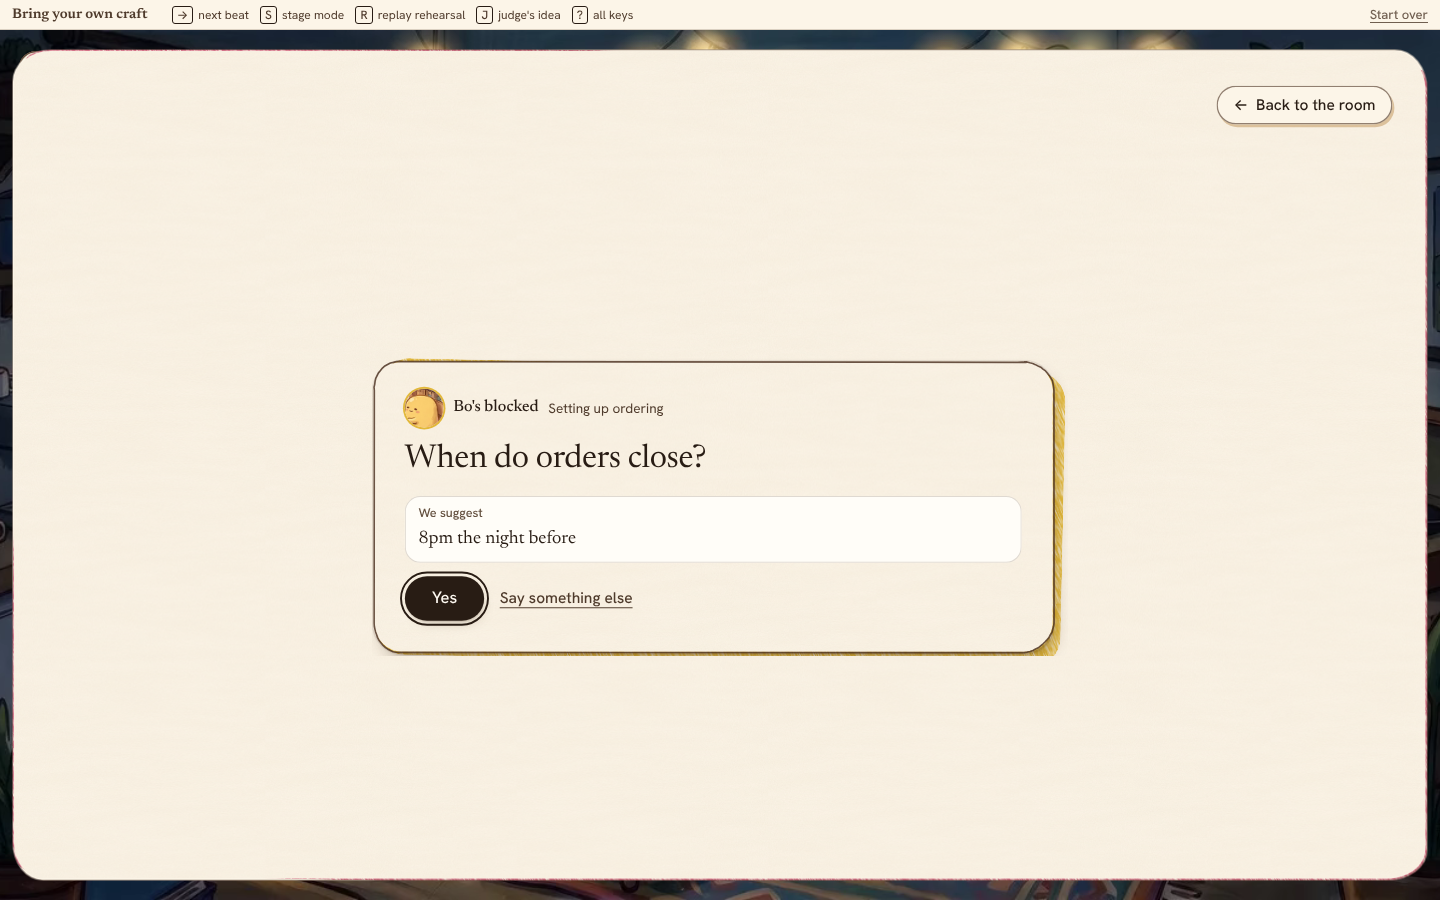 Bring your own craft → next beat S stage mode R replay rehearsal J judge's idea ? all keys Start over
← Back to the room
Bo's blocked Setting up ordering
When do orders close?
We suggest
8pm the night before
Yes Say something else